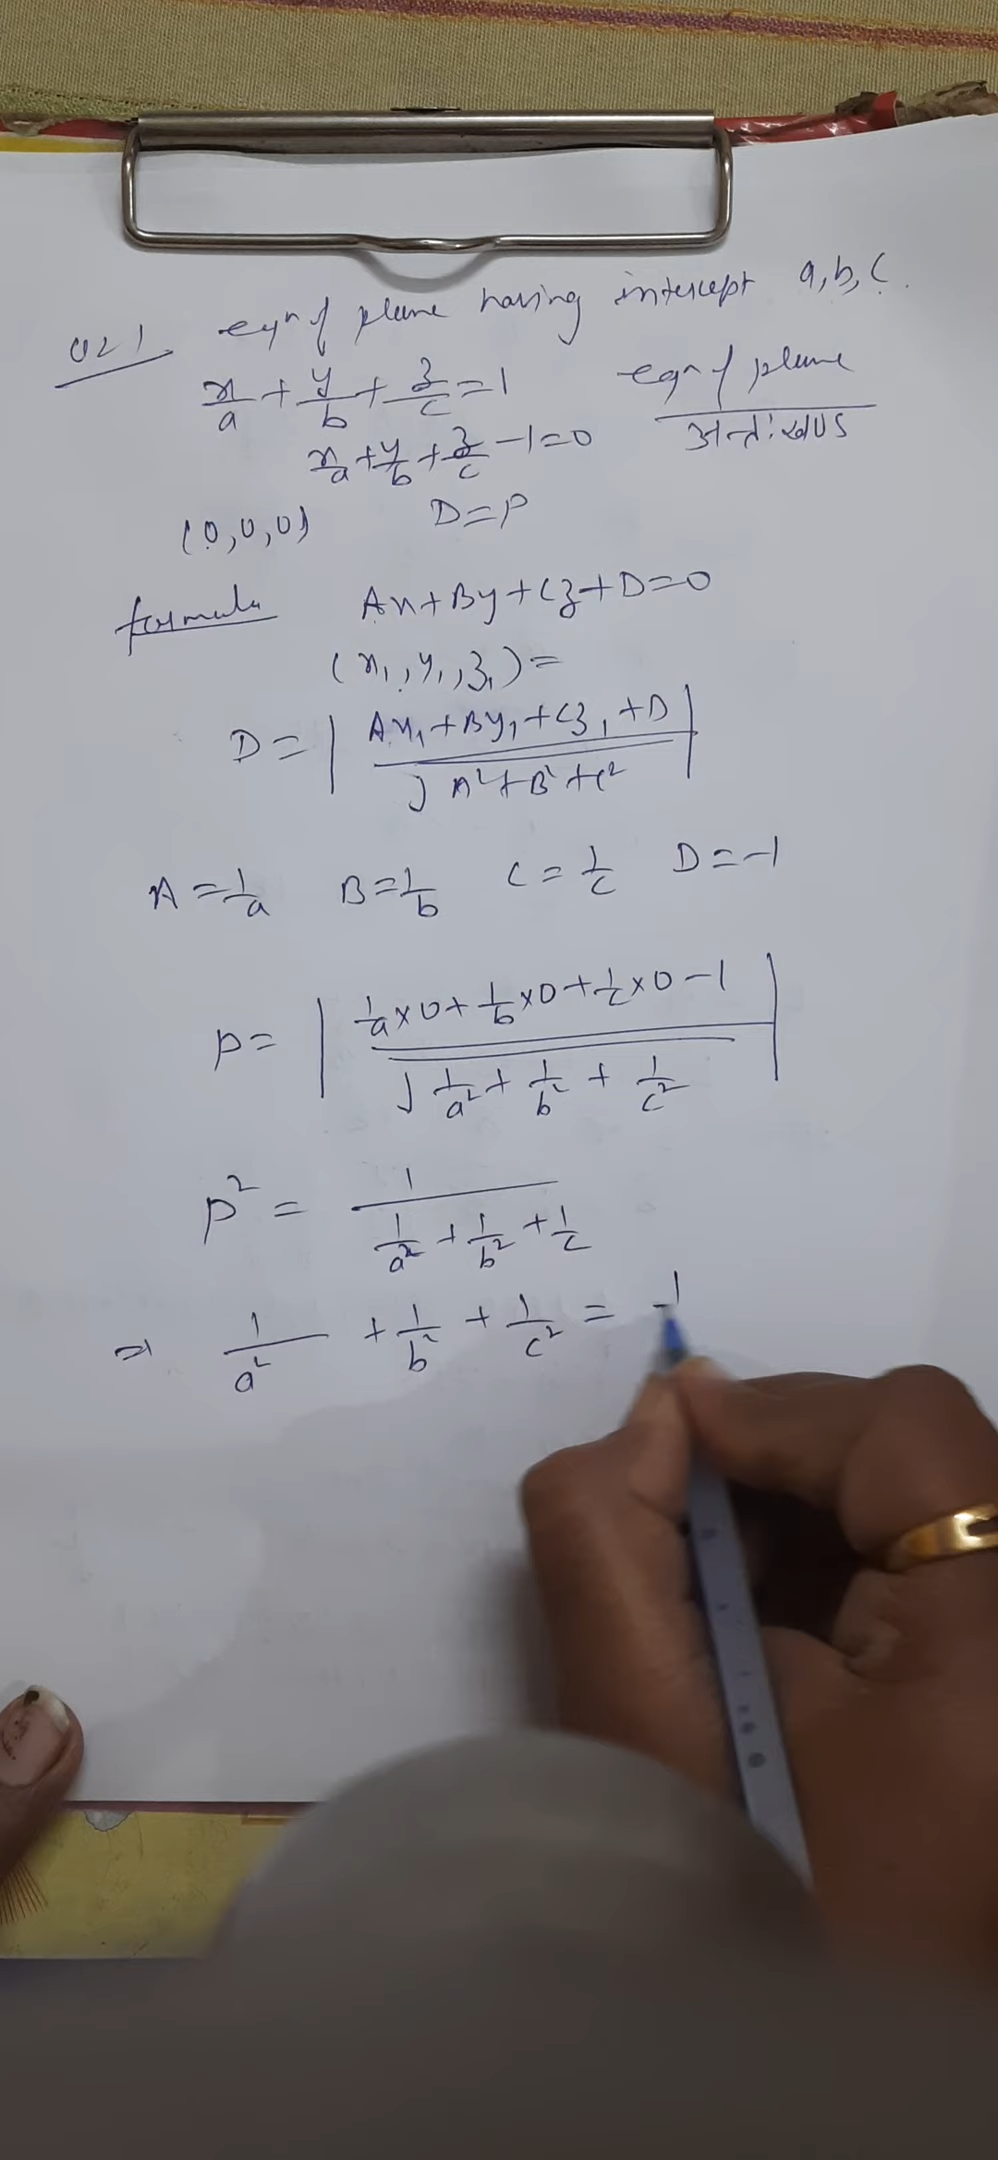 eqn of plane having intercept a, b, c
x/a + y/b + z/c = 1 eqn of plane
x/a + y/b + z/c - 1 = 0 अन्तःखण्ड
(0, 0, 0) D = P
formula Ax + By + Cz + D = 0
(x₁, y₁, z₁) =
D = | (Ax₁ + By₁ + Cz₁ + D) / √(A² + B² + C²) |
A = 1/a B = 1/b C = 1/c D = -1
p = | (1/a × 0 + 1/b × 0 + 1/c × 0 - 1) / √(1/a² + 1/b² + 1/c²) |
p² = 1 / (1/a² + 1/b² + 1/c)
⇒ 1/a² + 1/b² + 1/c² = 1